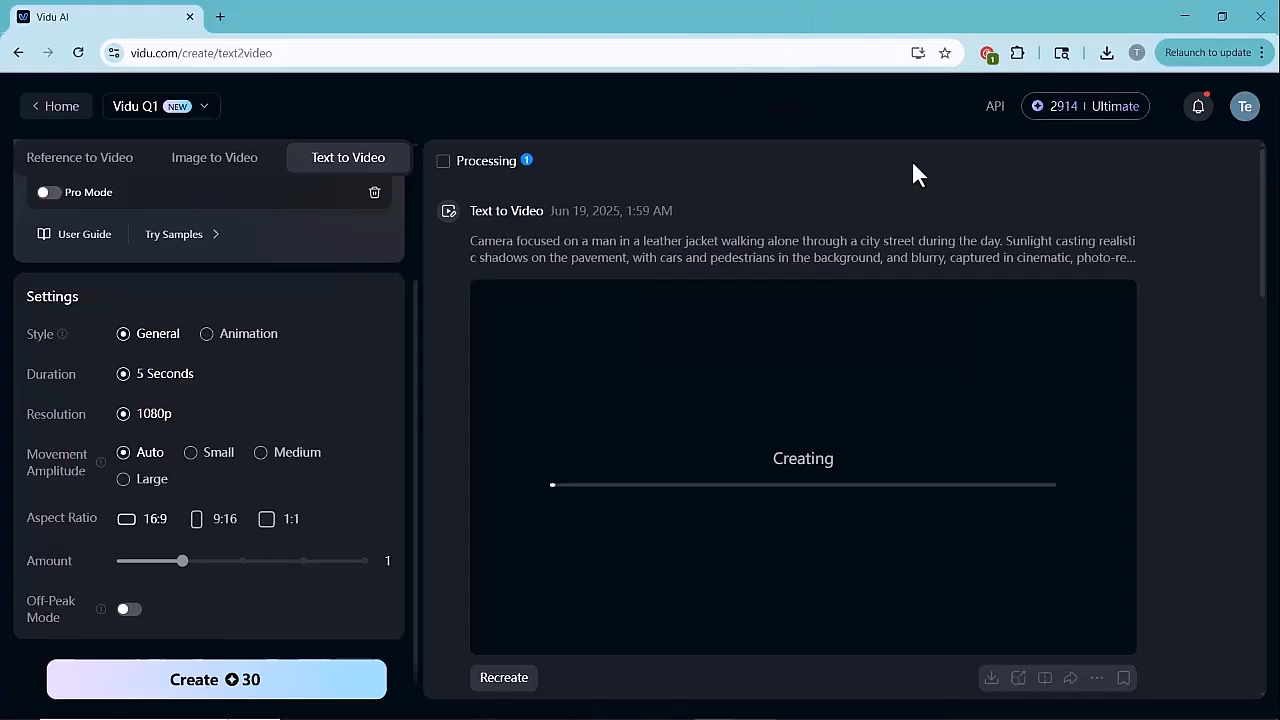 Vidu AI
vidu.com/create/text2video
1
T
Relaunch to update
Home
Vidu Q1 NEW
API
2914 | Ultimate
Te
Reference to Video
Image to Video
Text to Video
Pro Mode
User Guide
Try Samples
Settings
Style
General
Animation
Duration
5 Seconds
Resolution
1080p
Movement
Amplitude
Auto
Small
Medium
Large
Aspect Ratio
16:9
9:16
1:1
Amount
1
Off-Peak
Mode
Create 30
Processing 1
Text to Video Jun 19, 2025, 1:59 AM
Camera focused on a man in a leather jacket walking alone through a city street during the day. Sunlight casting realisti
c shadows on the pavement, with cars and pedestrians in the background, and blurry, captured in cinematic, photo-re...
Creating
Recreate